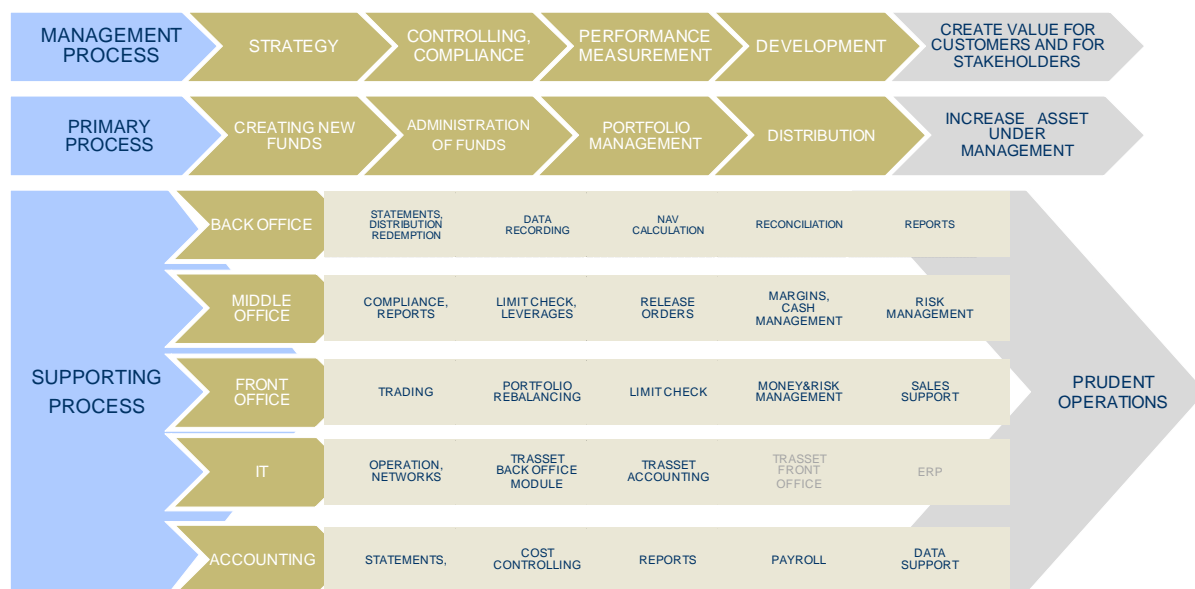 MANAGEMENT
PROCESS
STRATEGY
CONTROLLING,
COMPLIANCE
PERFORMANCE
MEASUREMENT
DEVELOPMENT
CREATE VALUE FOR
CUSTOMERS AND FOR
STAKEHOLDERS
PRIMARY
PROCESS
CREATING NEW
FUNDS
ADMINISTRATION
OF FUNDS
PORTFOLIO
MANAGEMENT
DISTRIBUTION
INCREASE ASSET
UNDER
MANAGEMENT
SUPPORTING
PROCESS
BACK OFFICE
STATEMENTS,
DISTRIBUTION
REDEMPTION
DATA
RECORDING
NAV
CALCULATION
RECONCILIATION
REPORTS
MIDDLE
OFFICE
COMPLIANCE,
REPORTS
LIMIT CHECK,
LEVERAGES
RELEASE
ORDERS
MARGINS,
CASH
MANAGEMENT
RISK
MANAGEMENT
FRONT
OFFICE
TRADING
PORTFOLIO
REBALANCING
LIMIT CHECK
MONEY&RISK
MANAGEMENT
SALES
SUPPORT
IT
OPERATION,
NETWORKS
TRASSET
BACK OFFICE
MODULE
TRASSET
ACCOUNTING
TRASSET
FRONT
OFFICE
ERP
ACCOUNTING
STATEMENTS,
COST
CONTROLLING
REPORTS
PAYROLL
DATA
SUPPORT
PRUDENT
OPERATIONS